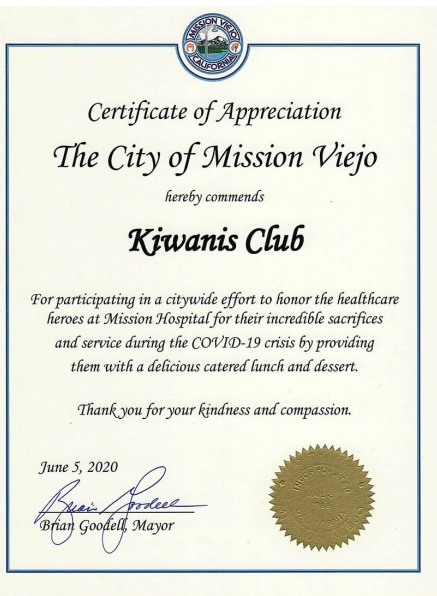 MISSION VIEJO
CALIFORNIA
Certificate of Appreciation
The City of Mission Viejo
hereby commends
Kiwanis Club
For participating in a citywide effort to honor the healthcare
heroes at Mission Hospital for their incredible sacrifices
and service during the COVID-19 crisis by providing
them with a delicious catered lunch and dessert.
Thank you for your kindness and compassion.
June 5, 2020
Brian Goodell
Brian Goodell, Mayor
INCORPORATED